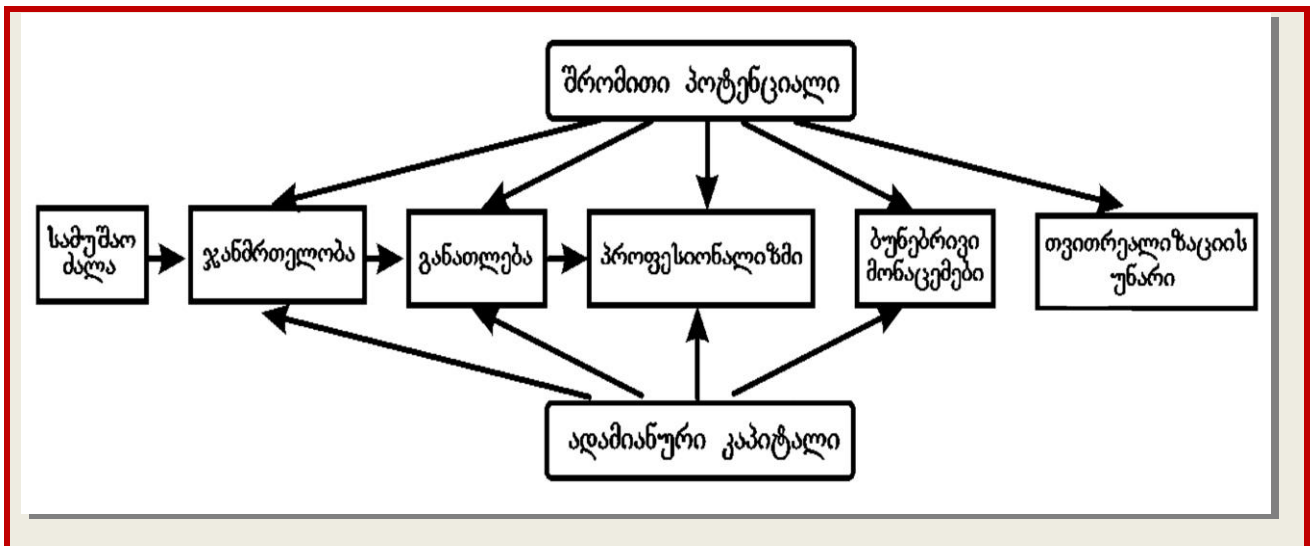 შრომითი პოტენციალი
სამუშაო
ძალა
ჯანმრთელობა
განათლება
პროფესიონალიზმი
ბუნებრივი
მონაცემები
თვითრეალიზაციის
უნარი
ადამიანური კაპიტალი